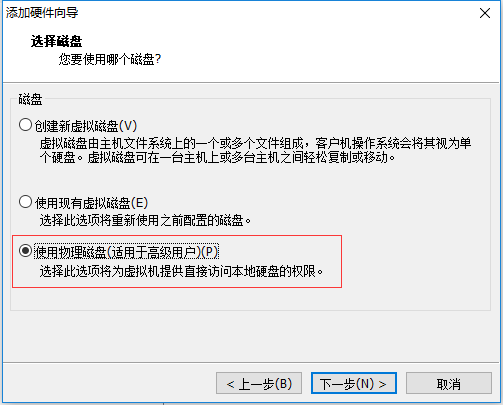 添加硬件向导
选择磁盘
您要使用哪个磁盘?
磁盘
创建新虚拟磁盘(V)
虚拟磁盘由主机文件系统上的一个或多个文件组成，客户机操作系统会将其视为单
个硬盘。虚拟磁盘可在一台主机上或多台主机之间轻松复制或移动。
使用现有虚拟磁盘(E)
选择此选项将重新使用之前配置的磁盘。
使用物理磁盘(适用于高级用户)(P)
选择此选项将为虚拟机提供直接访问本地硬盘的权限。
< 上一步(B)
下一步(N) >
取消